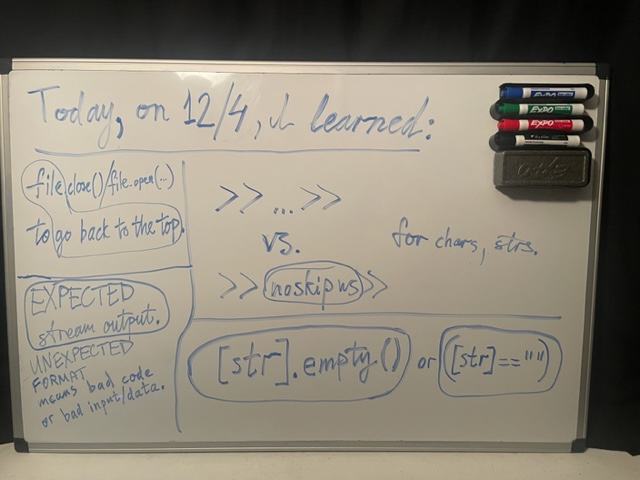 Today, on 12/4, I learned:
file.close()/file.open(...)
to go back to the top.
EXPECTED
stream output.
UNEXPECTED
FORMAT
means bad code
or bad input/data.
>>...>>
vs.
>> noskipws >>
for chars, strs.
[str].empty() or ([str]=="")
EXPO
EXPO
EXPO
EXPO